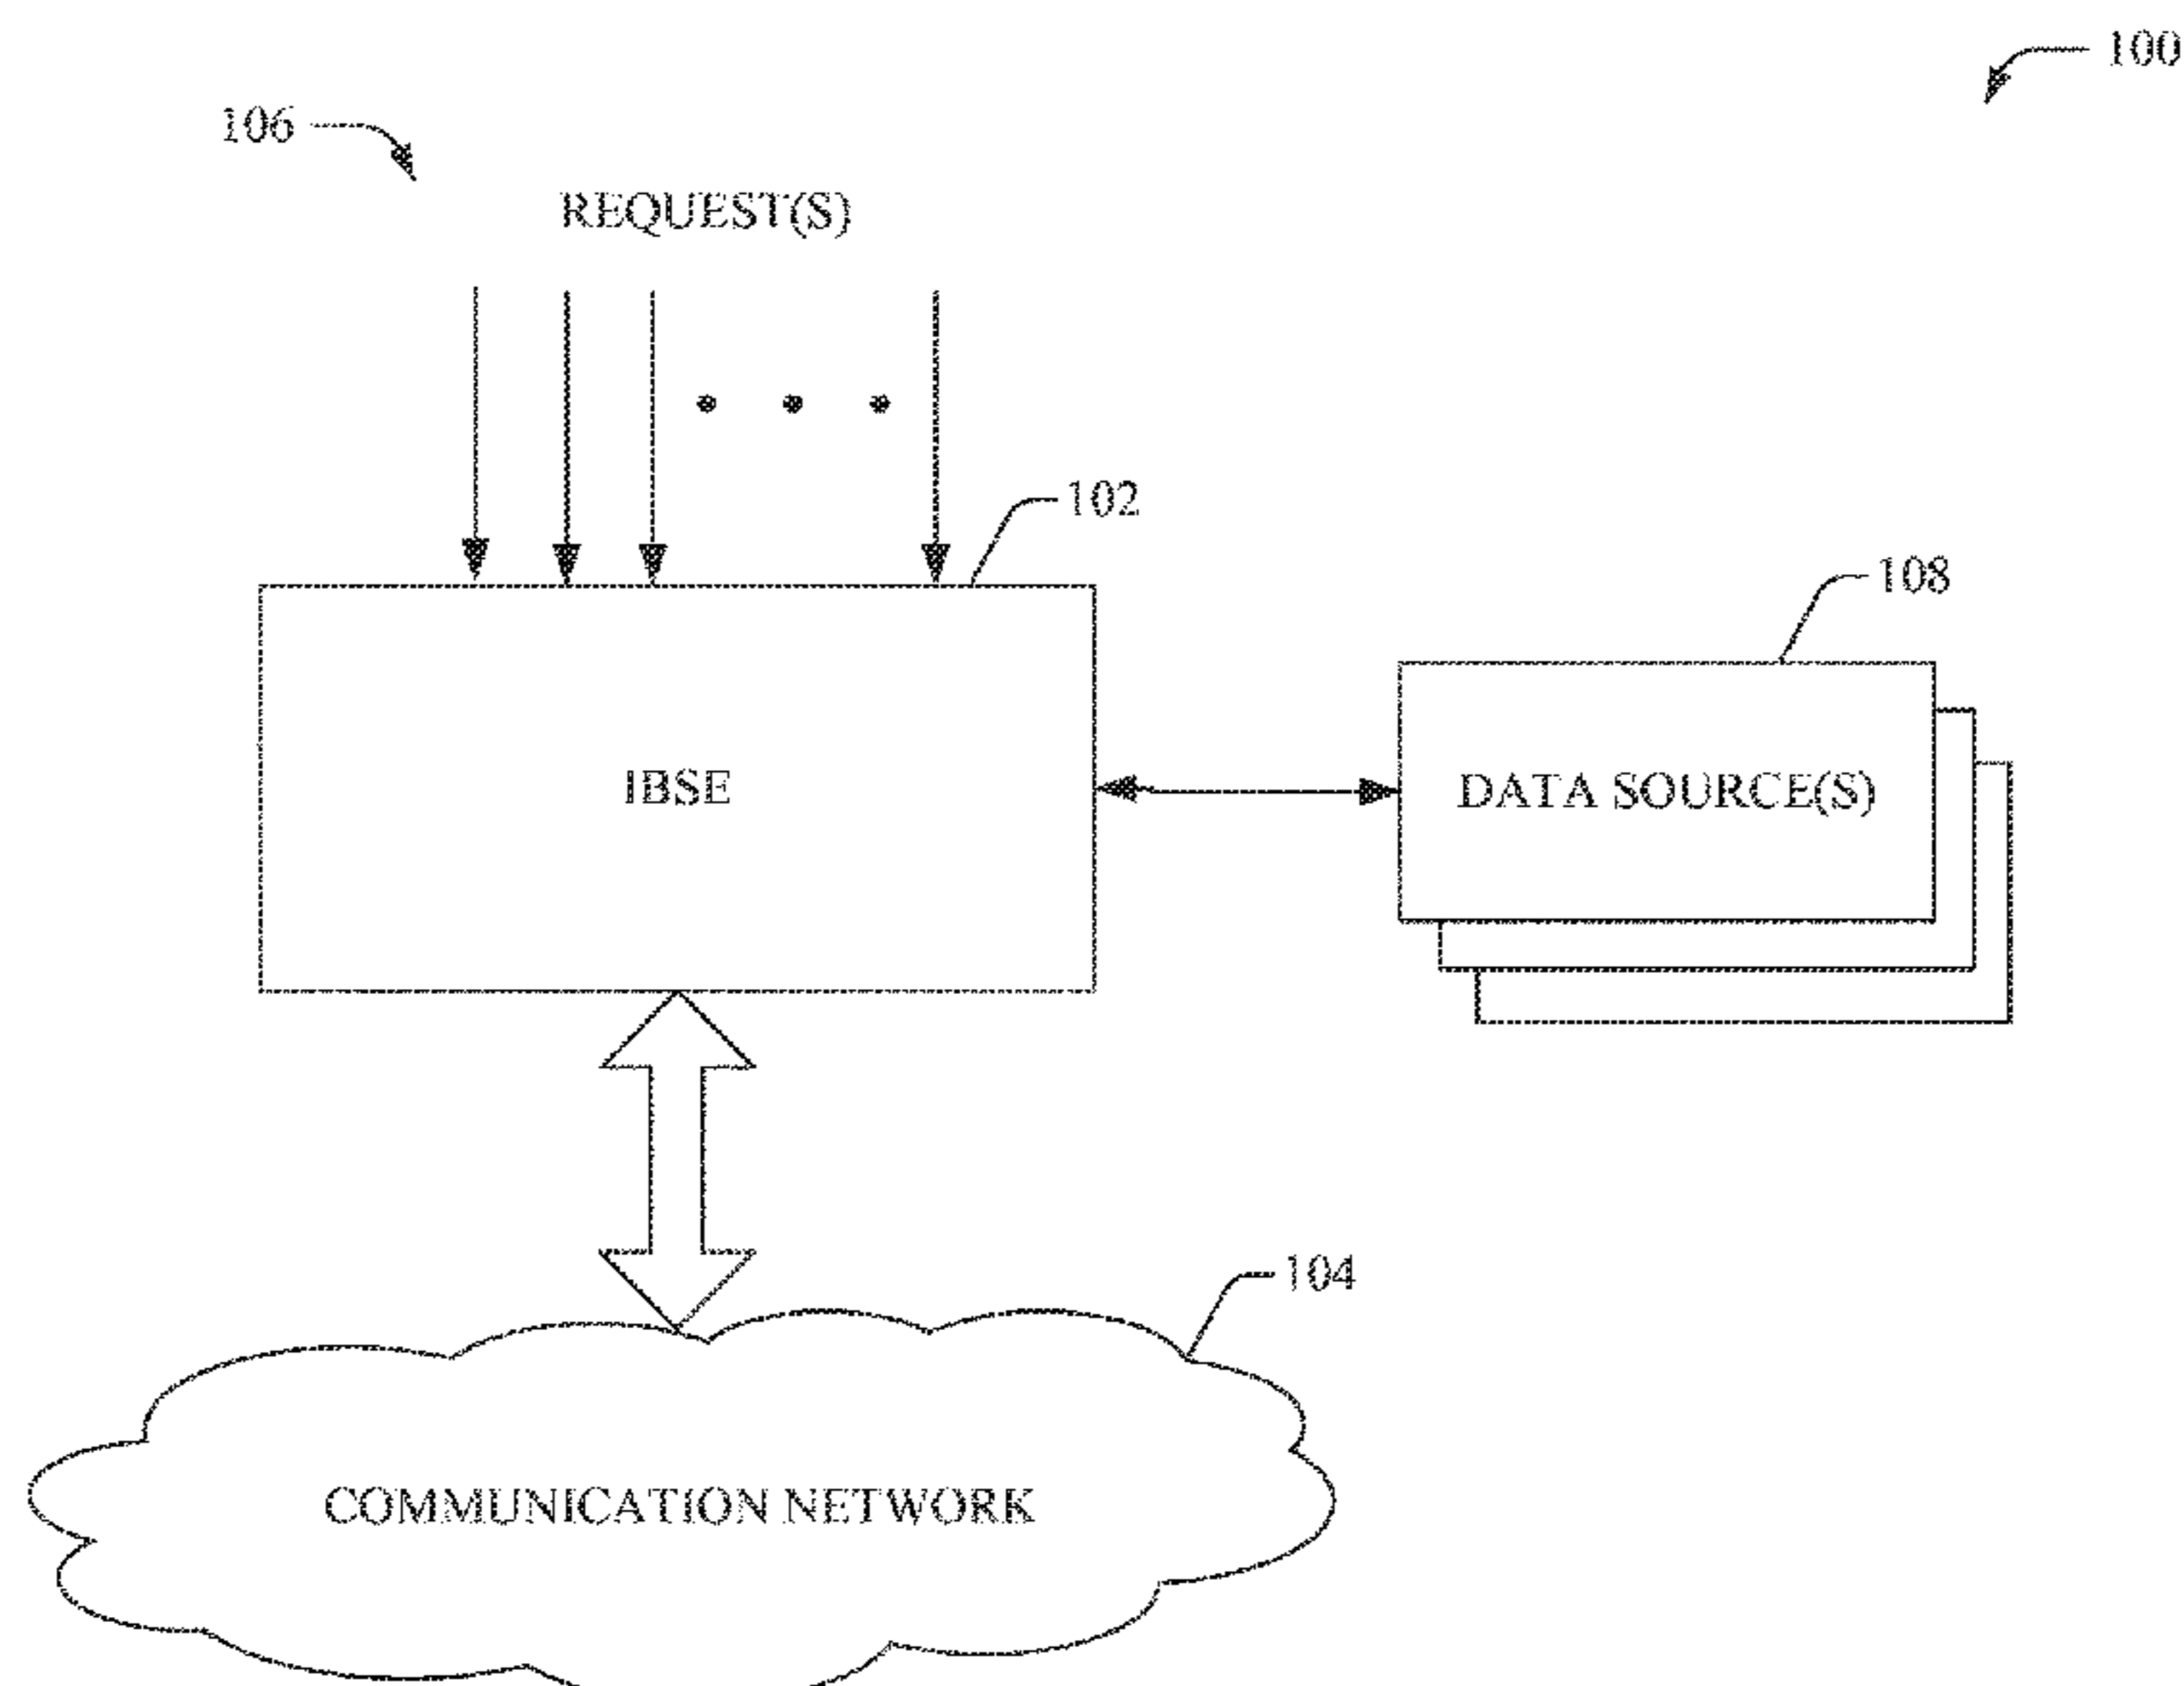 100
106
REQUEST(S)
102
108
IBSE
DATA SOURCE(S)
104
COMMUNICATION NETWORK